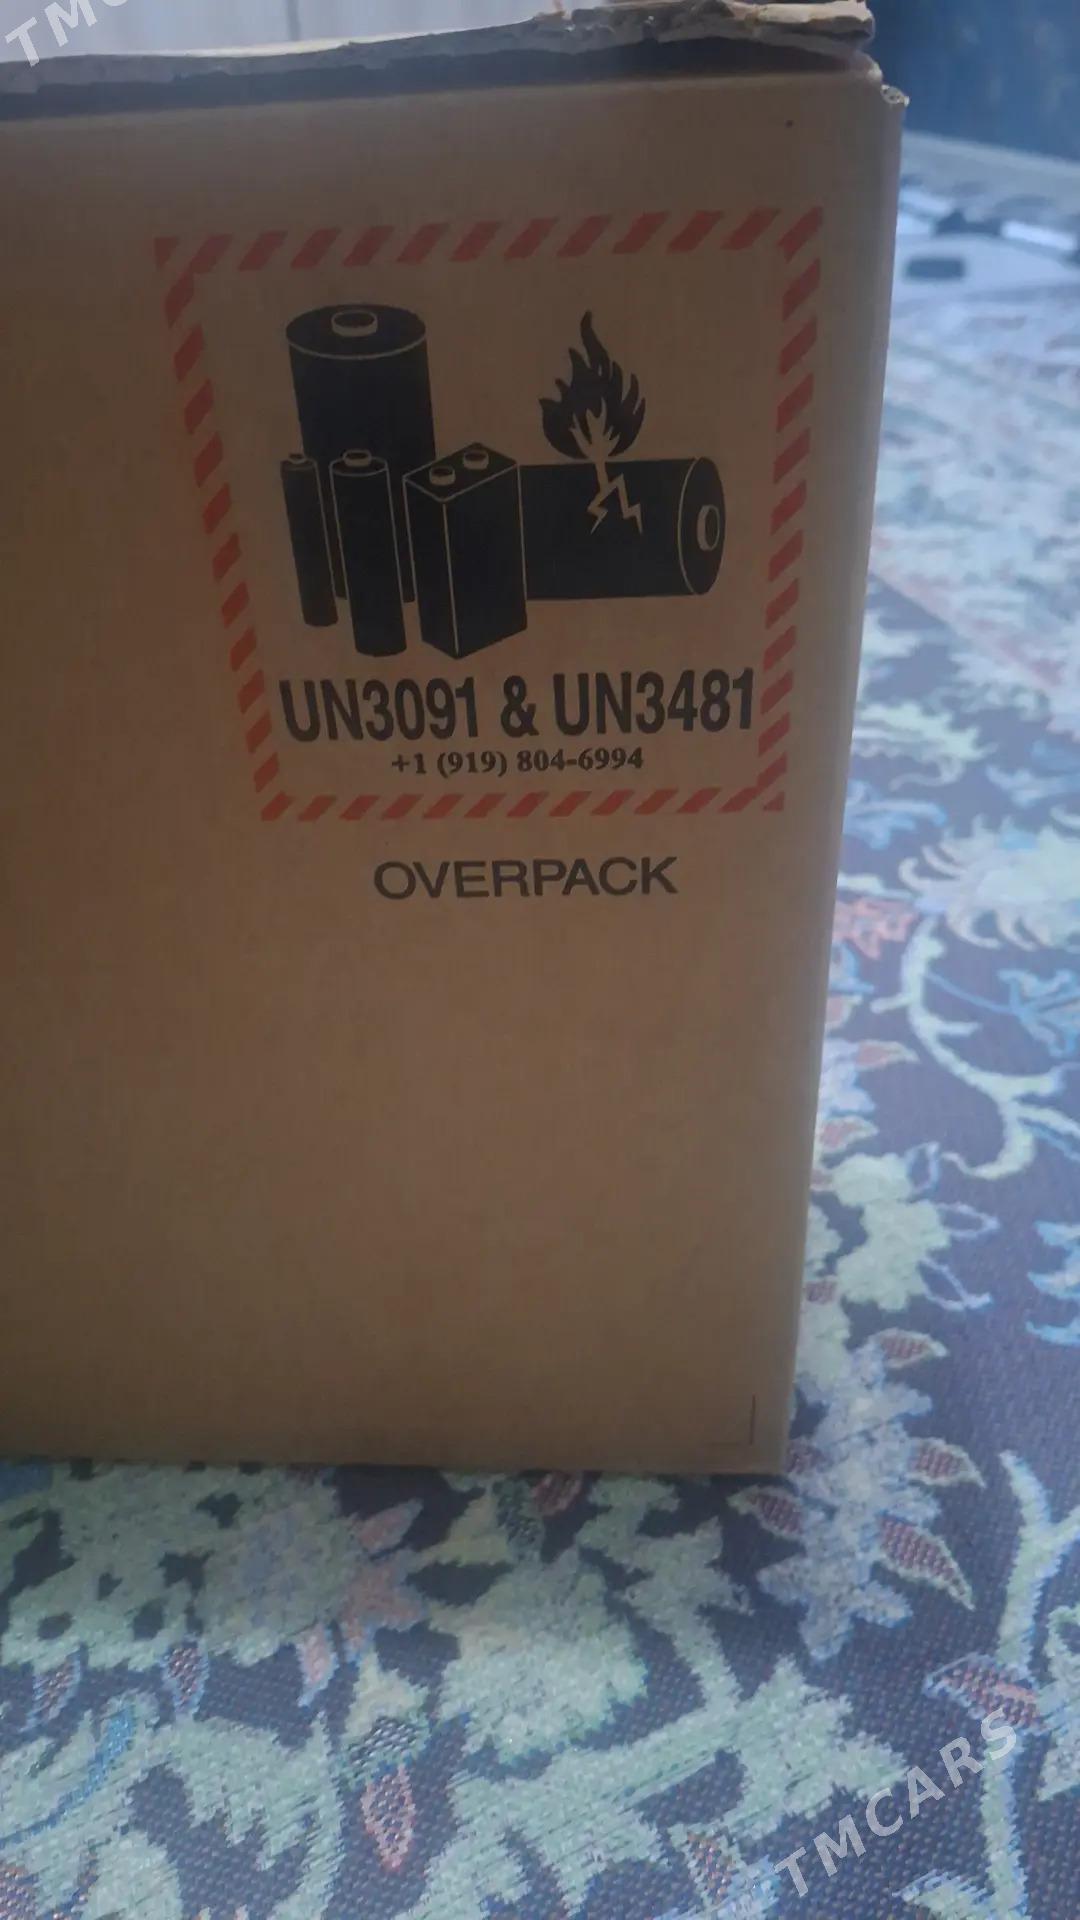 UN3091 & UN3481
+1 (919) 804-6994
OVERPACK
TMCARS